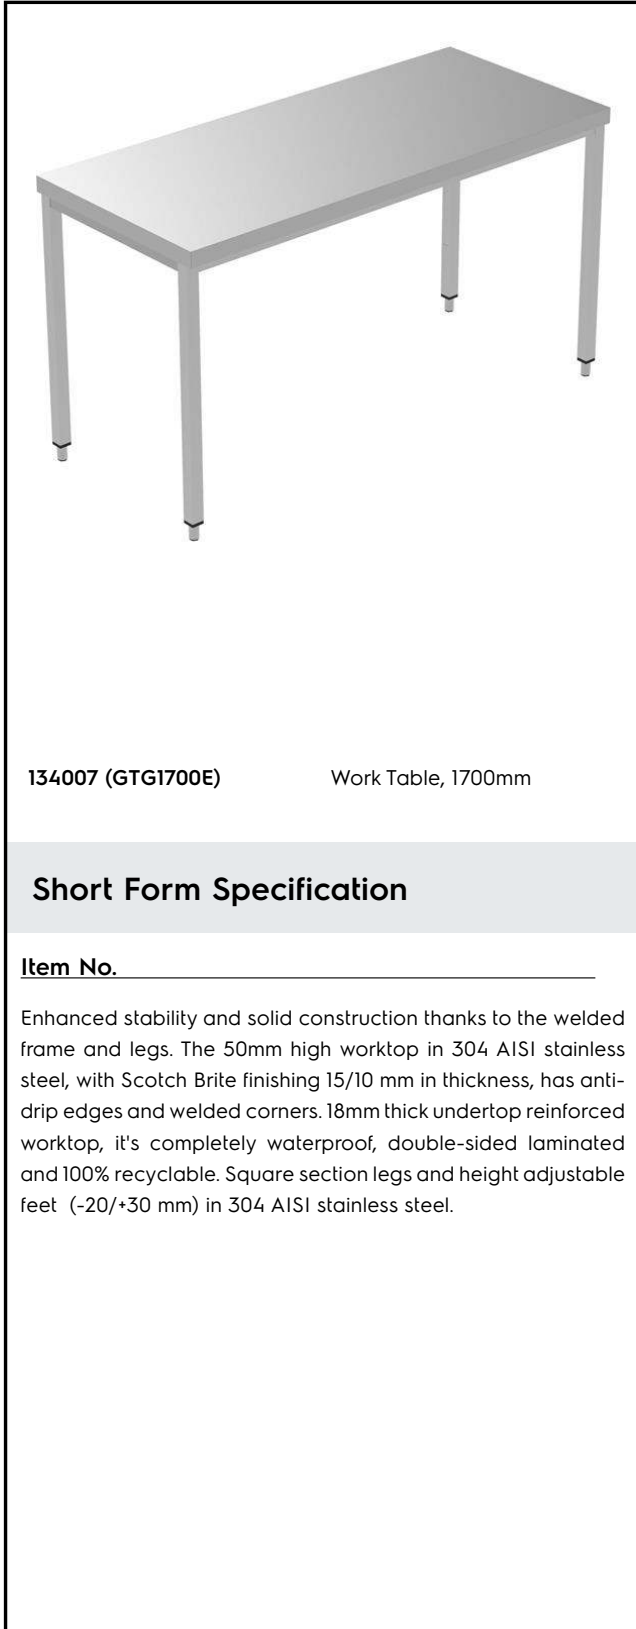 134007 (GTG1700E) Work Table, 1700mm
Short Form Specification
Item No.
Enhanced stability and solid construction thanks to the welded
frame and legs. The 50mm high worktop in 304 AISI stainless
steel, with Scotch Brite finishing 15/10 mm in thickness, has anti-
drip edges and welded corners. 18mm thick undertop reinforced
worktop, it's completely waterproof, double-sided laminated
and 100% recyclable. Square section legs and height adjustable
feet (-20/+30 mm) in 304 AISI stainless steel.